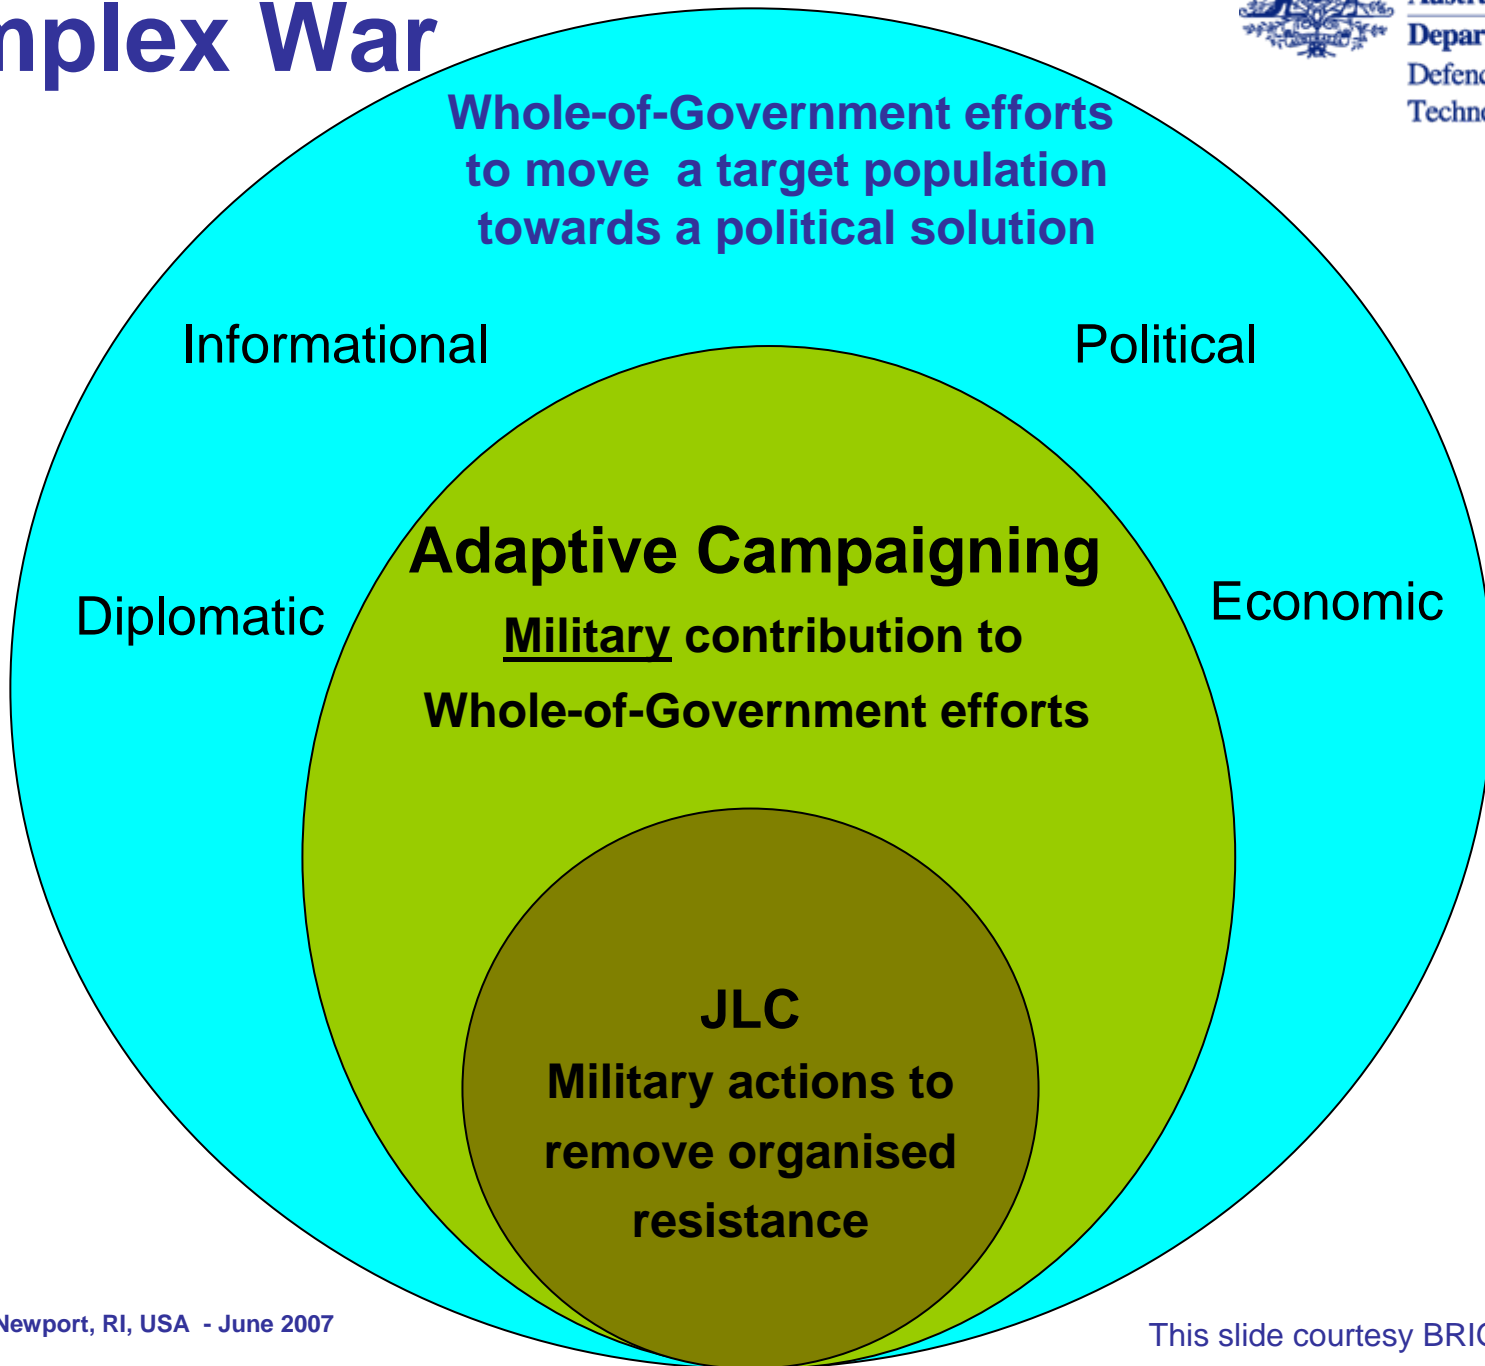 mplex War
Depar
Defenc
Techno
Whole-of-Government efforts
to move a target population
towards a political solution
Informational
Political
Adaptive Campaigning
Diplomatic
Economic
Military contribution to
Whole-of-Government efforts
JLC
Military actions to
remove organised
resistance
Newport, RI, USA - June 2007
This slide courtesy BRIG